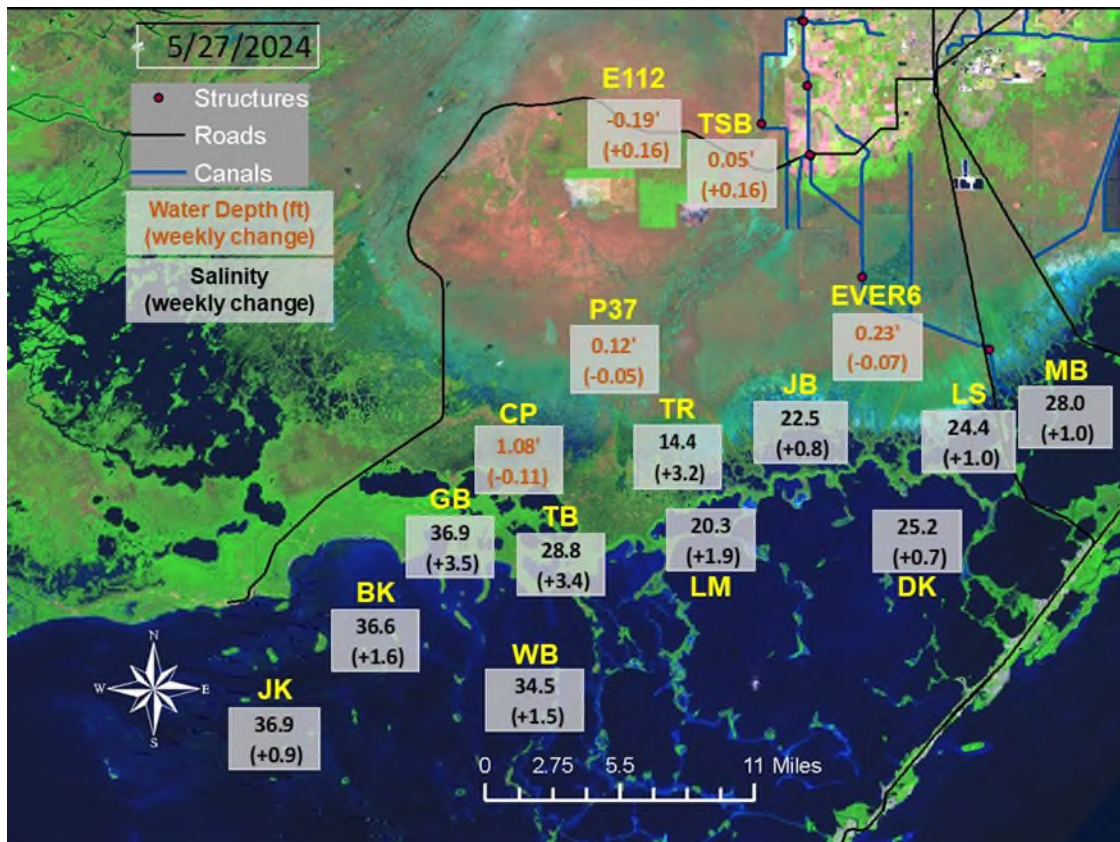 5/27/2024
Structures
Roads
Canals
Water Depth (ft)
(weekly change)
Salinity
(weekly change)
E112
-0.19'
(+0.16)
TSB
0.05'
(+0.16)
P37
0.12'
(-0.05)
EVER6
0.23'
(-0.07)
CP
1.08'
(-0.11)
TR
14.4
(+3.2)
JB
22.5
(+0.8)
LS
24.4
(+1.0)
MB
28.0
(+1.0)
GB
36.9
(+3.5)
TB
28.8
(+3.4)
20.3
(+1.9)
LM
25.2
(+0.7)
DK
BK
36.6
(+1.6)
WB
34.5
(+1.5)
JK
36.9
(+0.9)
N
W E
S
0 2.75 5.5 11 Miles